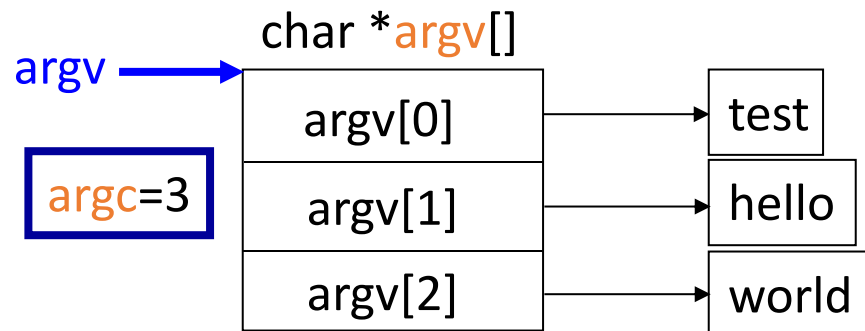 char *argv[]
argv
argv[0]
test
argc=3
argv[1]
hello
argv[2]
world